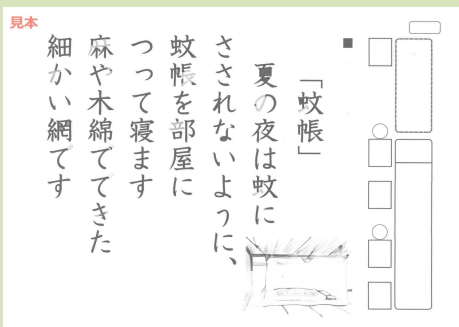 見本
「蚊帳」
夏の夜は蚊に
さされないように、
蚊帳を部屋に
つって寝ます
麻や木綿でできた
細かい網です